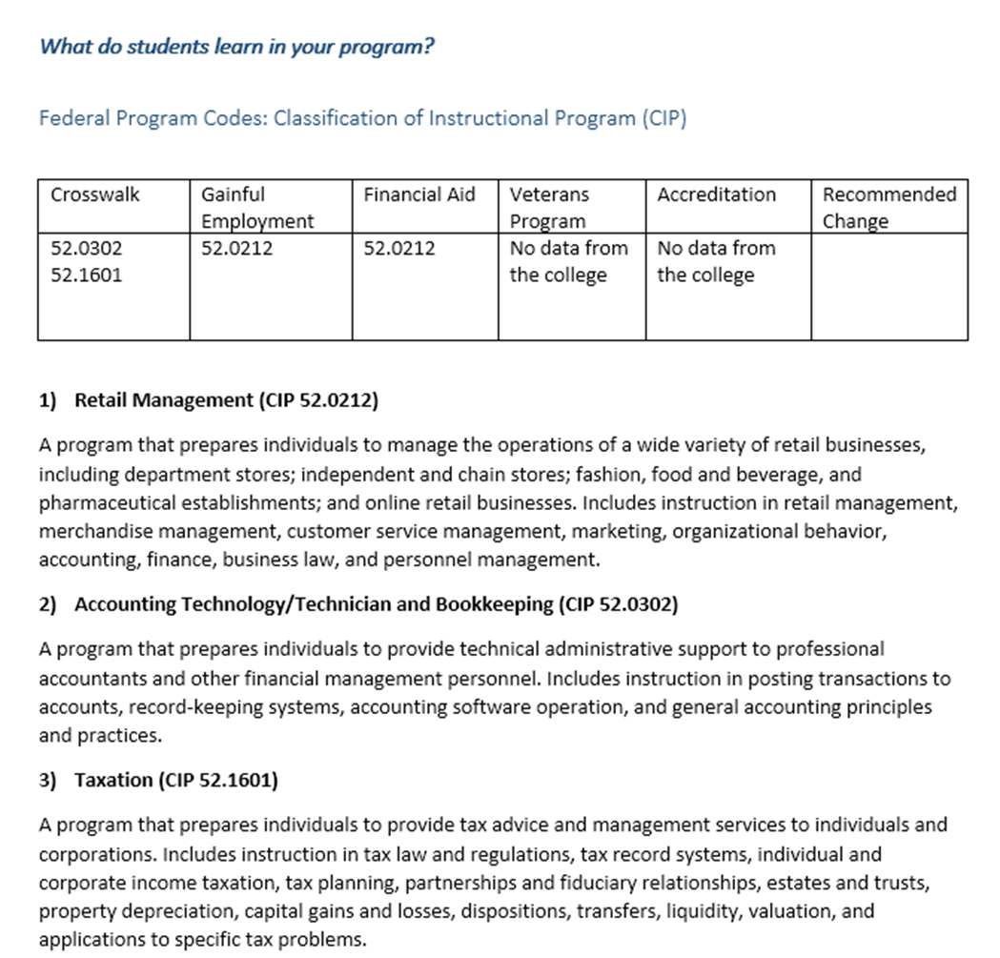 What do students learn in your program?
Federal Program Codes: Classification of Instructional Program (CIP)
Crosswalk Gainful Employment Financial Aid Veterans Program Accreditation Recommended Change
52.0302 52.0212 52.0212 No data from No data from
52.1601 the college the college
1) Retail Management (CIP 52.0212)
A program that prepares individuals to manage the operations of a wide variety of retail businesses,
including department stores; independent and chain stores; fashion, food and beverage, and
pharmaceutical establishments; and online retail businesses. Includes instruction in retail management,
merchandise management, customer service management, marketing, organizational behavior,
accounting, finance, business law, and personnel management.
2) Accounting Technology/Technician and Bookkeeping (CIP 52.0302)
A program that prepares individuals to provide technical administrative support to professional
accountants and other financial management personnel. Includes instruction in posting transactions to
accounts, record-keeping systems, accounting software operation, and general accounting principles
and practices.
3) Taxation (CIP 52.1601)
A program that prepares individuals to provide tax advice and management services to individuals and
corporations. Includes instruction in tax law and regulations, tax record systems, individual and
corporate income taxation, tax planning, partnerships and fiduciary relationships, estates and trusts,
property depreciation, capital gains and losses, dispositions, transfers, liquidity, valuation, and
applications to specific tax problems.